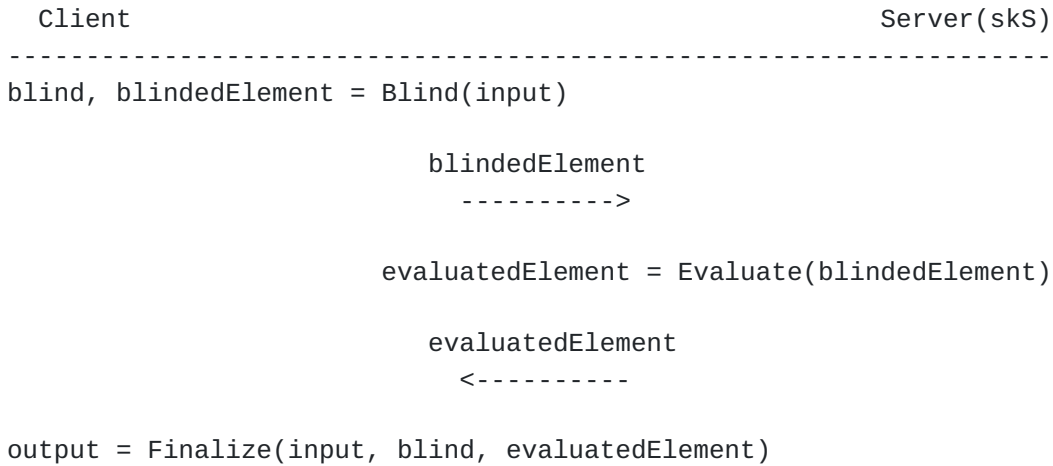 Client                                                Server(skS)
-------------------------------------------------------------------
blind, blindedElement = Blind(input)
blindedElement
---------->
evaluatedElement = Evaluate(blindedElement)
evaluatedElement
<----------
output = Finalize(input, blind, evaluatedElement)